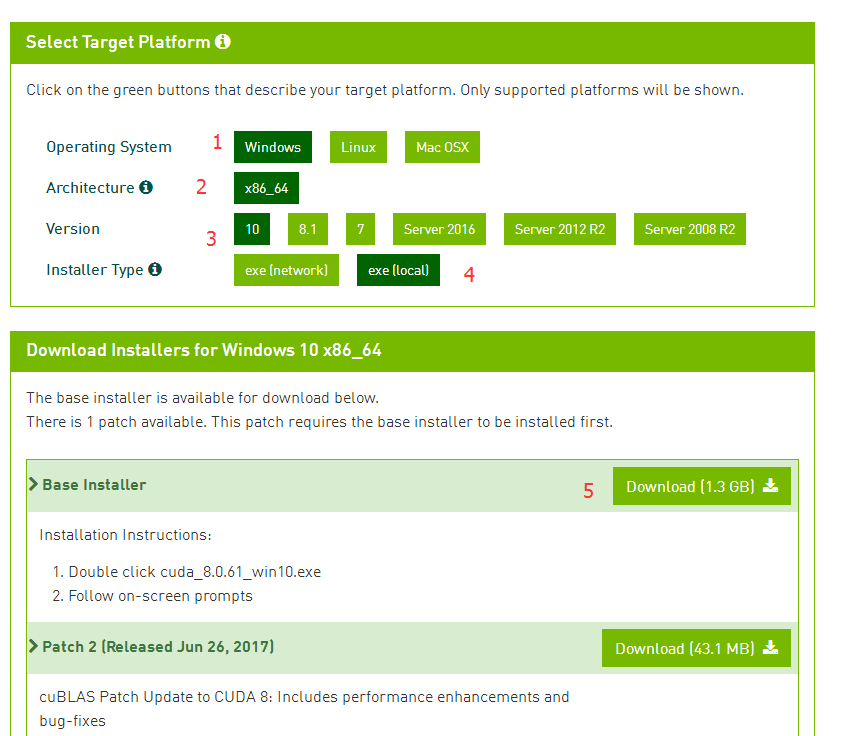 Select Target Platform
Click on the green buttons that describe your target platform. Only supported platforms will be shown.
Operating System 1 Windows Linux Mac OSX
Architecture 2 x86_64
Version 3 10 8.1 7 Server 2016 Server 2012 R2 Server 2008 R2
Installer Type exe (network) exe (local) 4
Download Installers for Windows 10 x86_64
The base installer is available for download below.
There is 1 patch available. This patch requires the base installer to be installed first.
Base Installer 5 Download (1.3 GB)
Installation Instructions:
1. Double click cuda_8.0.61_win10.exe
2. Follow on-screen prompts
Patch 2 (Released Jun 26, 2017) Download (43.1 MB)
cuBLAS Patch Update to CUDA 8: Includes performance enhancements and
bug-fixes